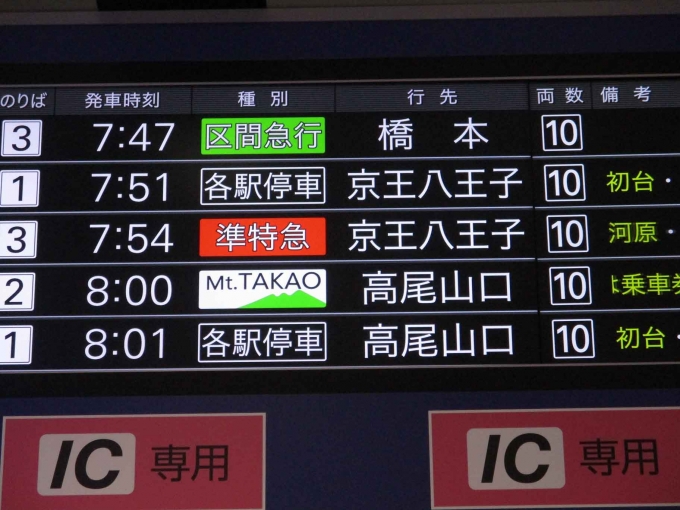 のりば 発車時刻 種別 行先 両数 備考
3 7:47 区間急行 橋本 10
1 7:51 各駅停車 京王八王子 10 初台・
3 7:54 準特急 京王八王子 10 河原・
2 8:00 Mt.TAKAO 高尾山口 10 乗車券
1 8:01 各駅停車 高尾山口 10 初台・
IC 専用 IC 専用